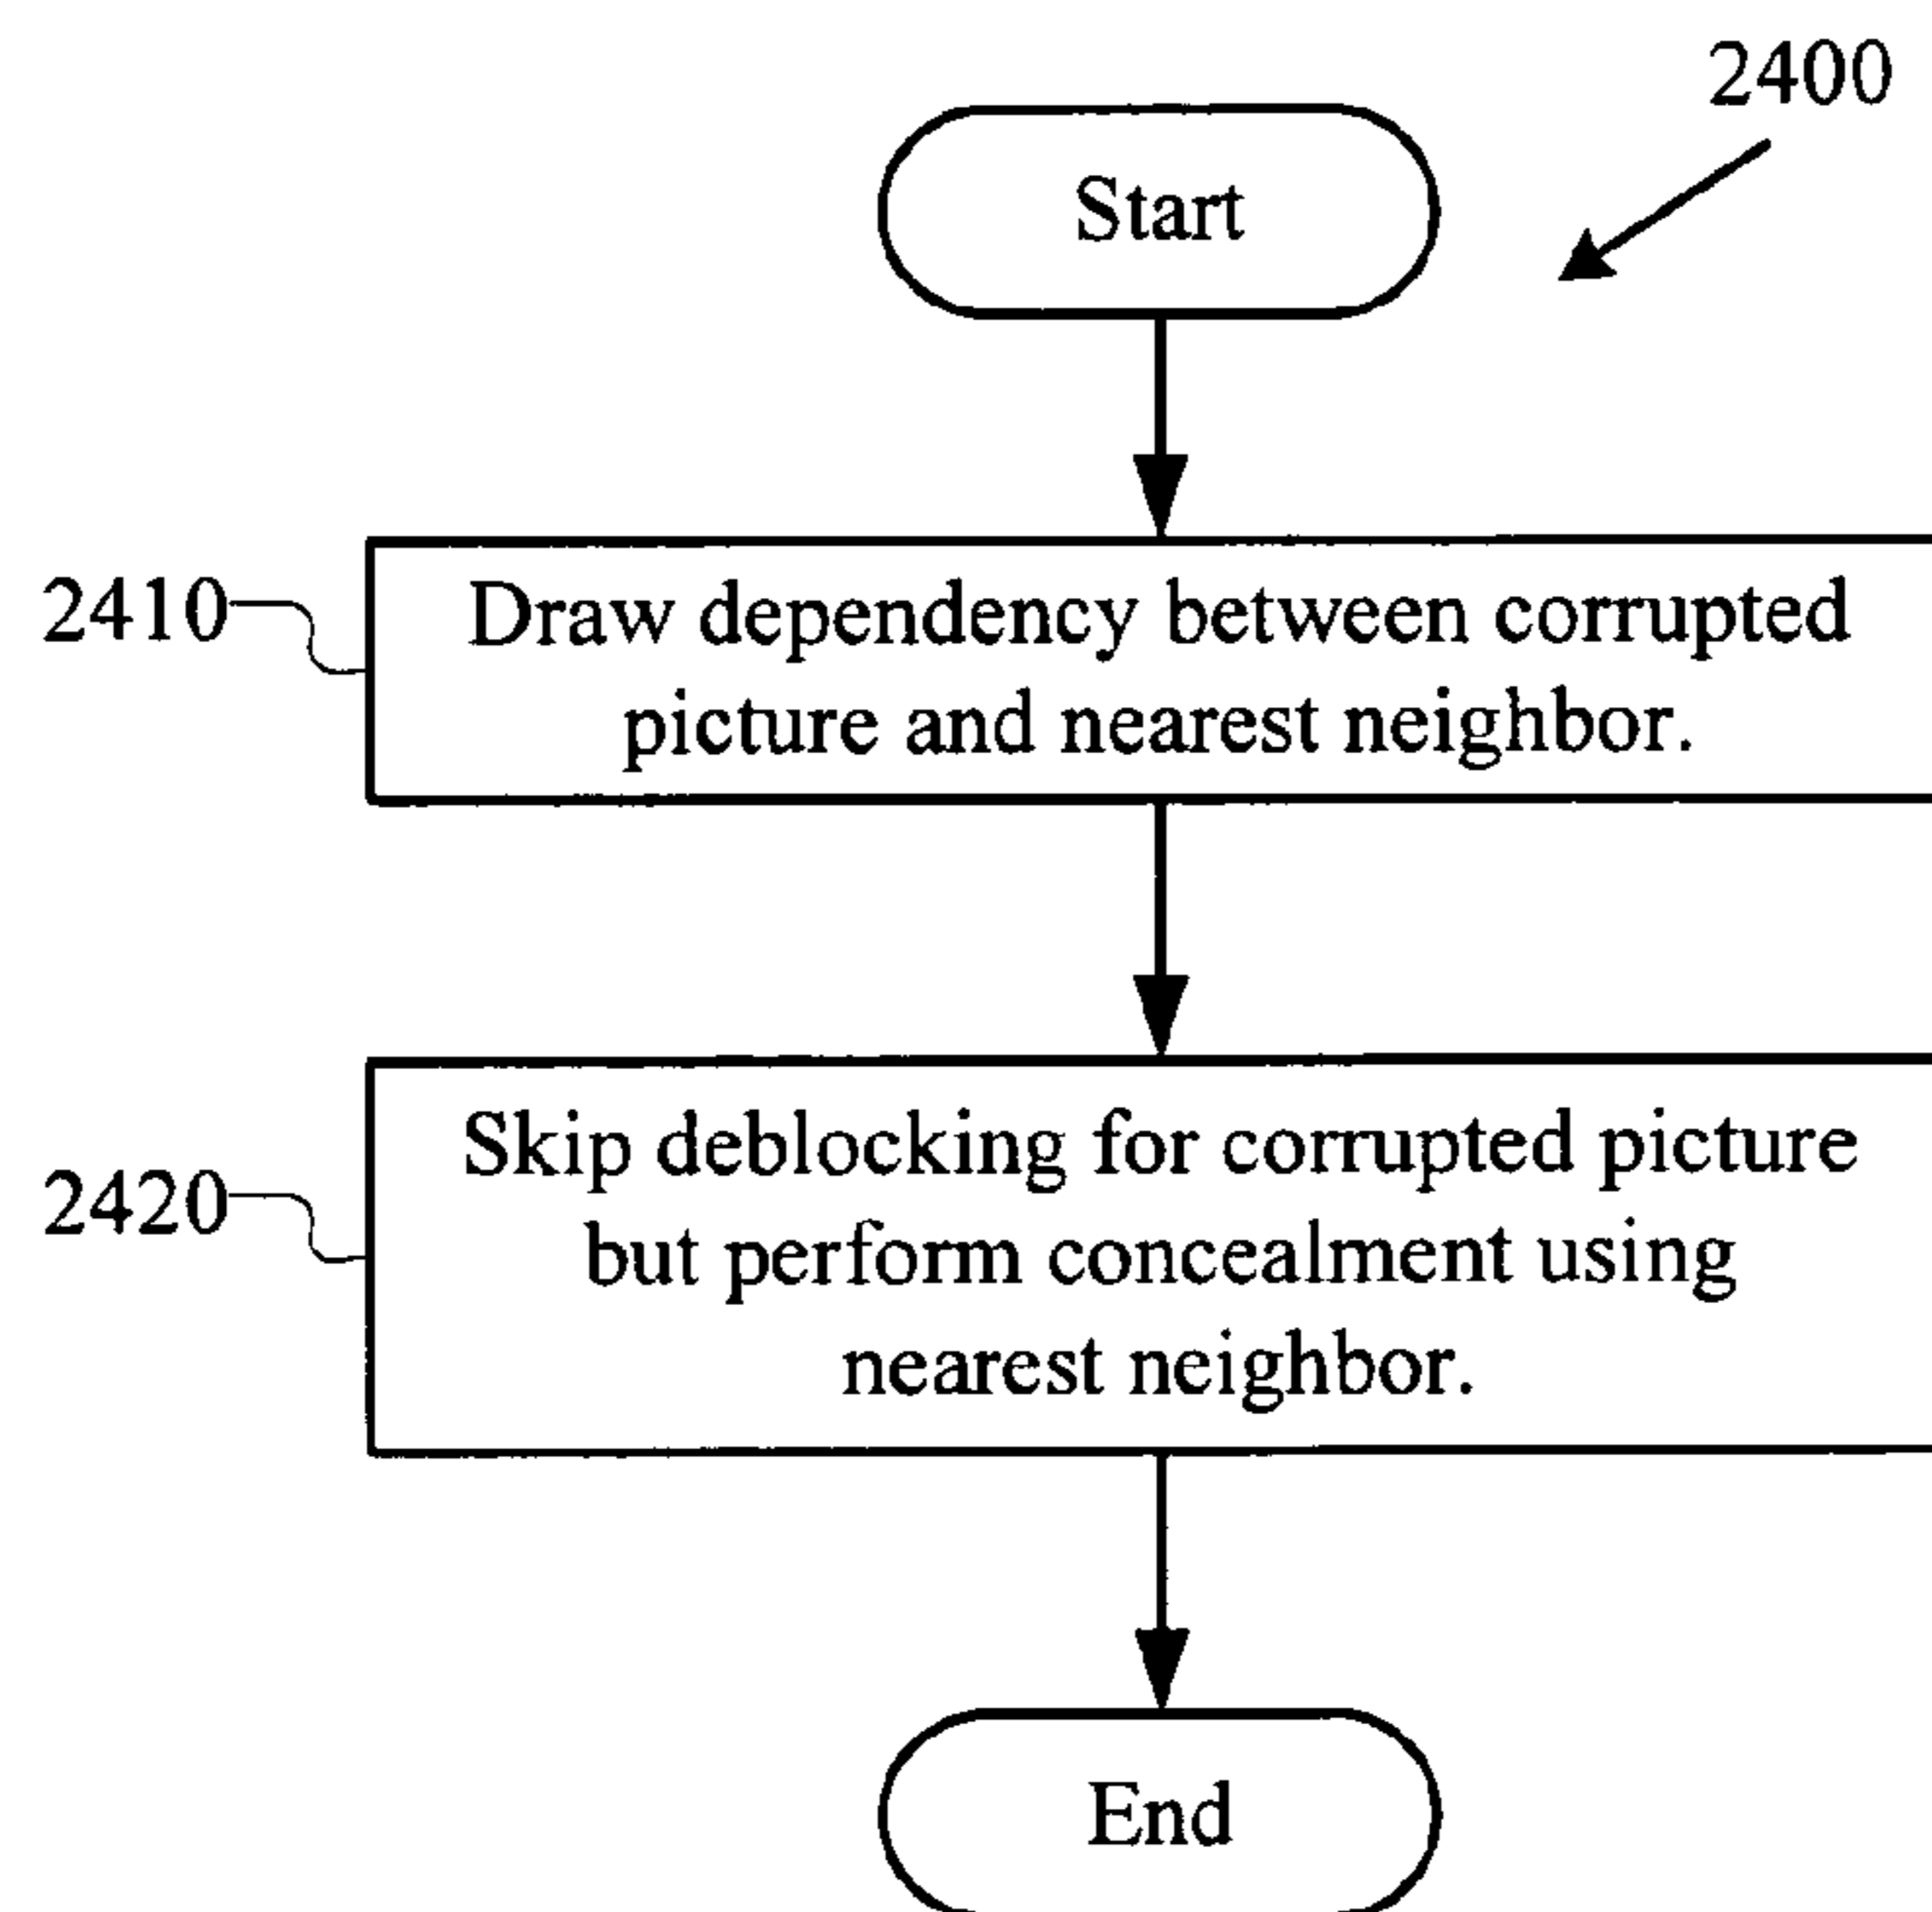 2400
Start
2410
Draw dependency between corrupted
picture and nearest neighbor.
2420
Skip deblocking for corrupted picture
but perform concealment using
nearest neighbor.
End